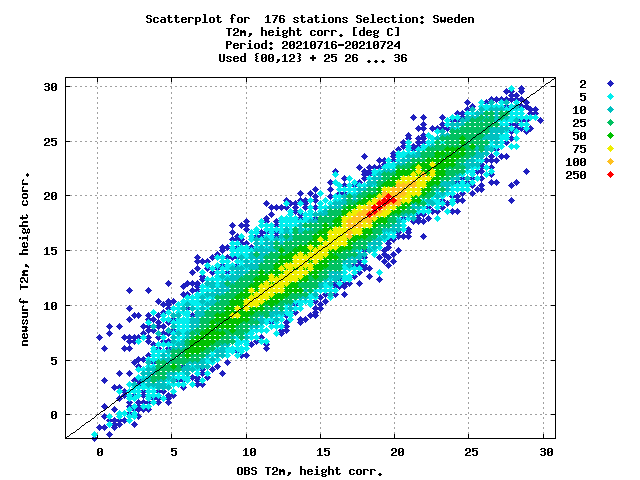 Scatterplot for  176 stations Selection: Sweden
T2m, height corr. [deg C]
Period: 20210716-20210724
Used {00,12} + 25 26 ... 36
30
25
20
15
10
5
0
newsurf T2m, height corr.
0 5 10 15 20 25 30
OBS T2m, height corr.
2
5
10
25
50
75
100
250